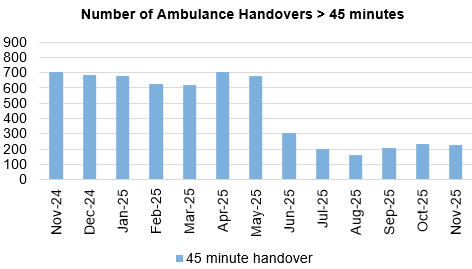 Number of Ambulance Handovers > 45 minutes
900
800
700
600
500
400
300
200
100
0
Nov-24
Dec-24
Jan-25
Feb-25
Mar-25
Apr-25
May-25
Jun-25
Jul-25
Aug-25
Sep-25
Oct-25
Nov-25
45 minute handover